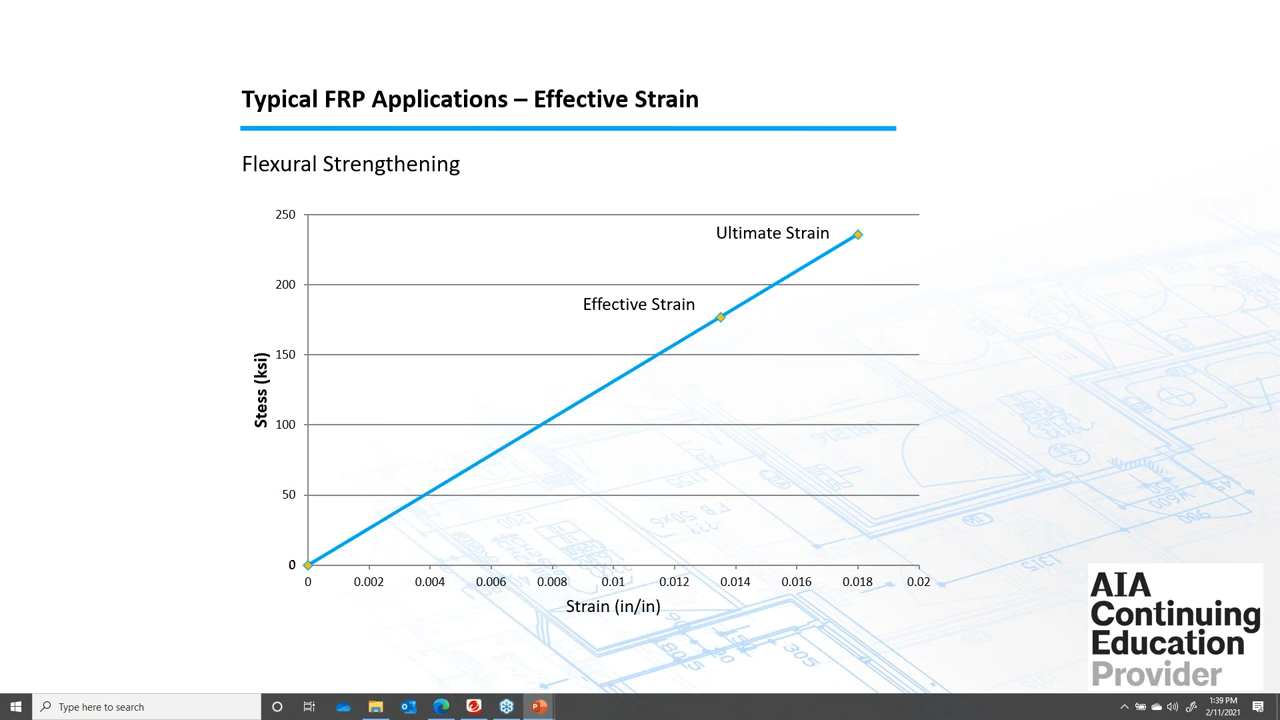 Typical FRP Applications – Effective Strain
Flexural Strengthening
250
Ultimate Strain
200
Effective Strain
150
Stess (ksi)
100
50
0
0 0.002 0.004 0.006 0.008 0.01 0.012 0.014 0.016 0.018 0.02
Strain (in/in)
AIA
Continuing
Education
Provider
Type here to search
1:39 PM
2/11/2021